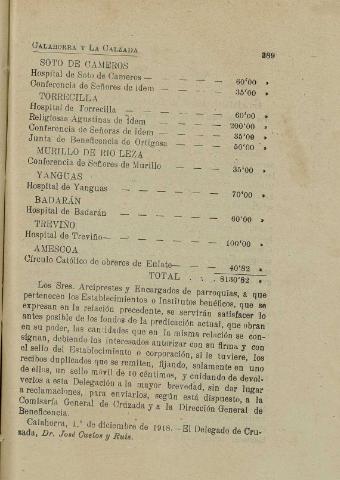 CALAHORRA Y LA CALZADA 389
SOTO DE CAMEROS
Hospital de Soto de Cameros — — — — 60'00 »
Conferencia de Señores de idem — — — 35'00 »
TORRECILLA
Hospital de Torrecilla — — — — 60'00 »
Religiosas Agustinas de idem — — — 200'00 »
Conferencia de Señoras de idem — — — 35'00 »
Junta de Beneficencia de Ortigosa — — 50'00 »
MURILLO DE RIO LEZA
Conferencia de Señores de Murillo — — 35'00 »
YANGUAS
Hospital de Yanguas — — — — 70'00 »
BADARÁN
Hospital de Badarán — — — — 60'00 »
TREVIÑO
Hospital de Treviño — — — — 100'00 »
AMESCOA
Círculo Católico de obreros de Eulate — — 40'82 »
TOTAL . . . 8130'82 »
Los Sres. Arciprestes y Encargados de parroquias, a que
pertenecen los Establecimientos o Institutos benéficos, que se
expresan en la relación precedente, se servirán satisfacer lo
antes posible de los fondos de la predicación actual, que obran
en su poder, las cantidades que en la misma relación se con-
signan, debiendo los interesados autorizar con su firma y con
el sello del Establecimiento o corporación, si le tuviere, los
recibos duplicados que se remiten, fijando, solamente en uno
de ellos, un sello móvil de 10 céntimos, y cuidando de devol-
verlos a esta Delegación a la mayor brevedad, sin dar lugar
a reclamaciones, para enviarlos, según está dispuesto, a la
Comisaría General de Cruzada y a la Dirección General de
Beneficencia.
Calahorra, 1.° de diciembre de 1918.—El Delegado de Cru-
zada, Dr. José Castos y Ruis.